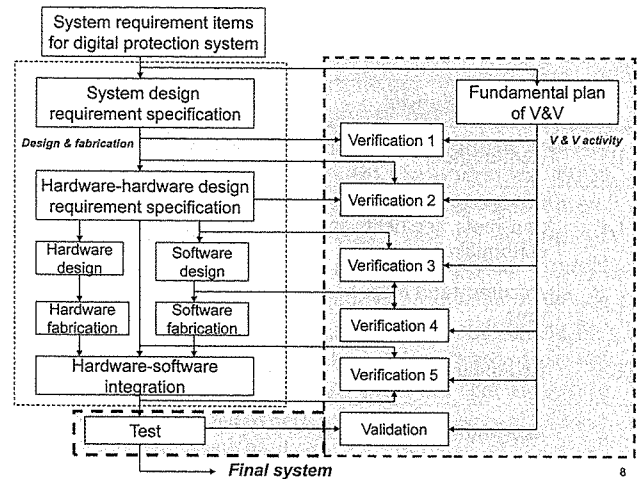 System requirement items
for digital protection system
System design
requirement specification
Fundamental plan
of V&V
Design & fabrication
Verification 1
V & V activity
Hardware-hardware design
requirement specification
Verification 2
Hardware
design
Software
design
Verification 3
Hardware
fabrication
Software
fabrication
Verification 4
Hardware-software
integration
Verification 5
Test
Validation
Final system
8